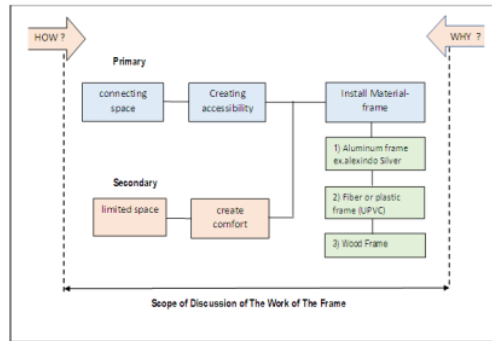 HOW ?
WHY ?
Primary
connecting
space
Creating
accessibility
Install Material-
frame
1) Aluminum frame
ex.alexindo Silver
Secondary
limited space
create
comfort
2) Fiber or plastic
frame (UPVC)
3) Wood Frame
Scope of Discussion of The Work of The Frame